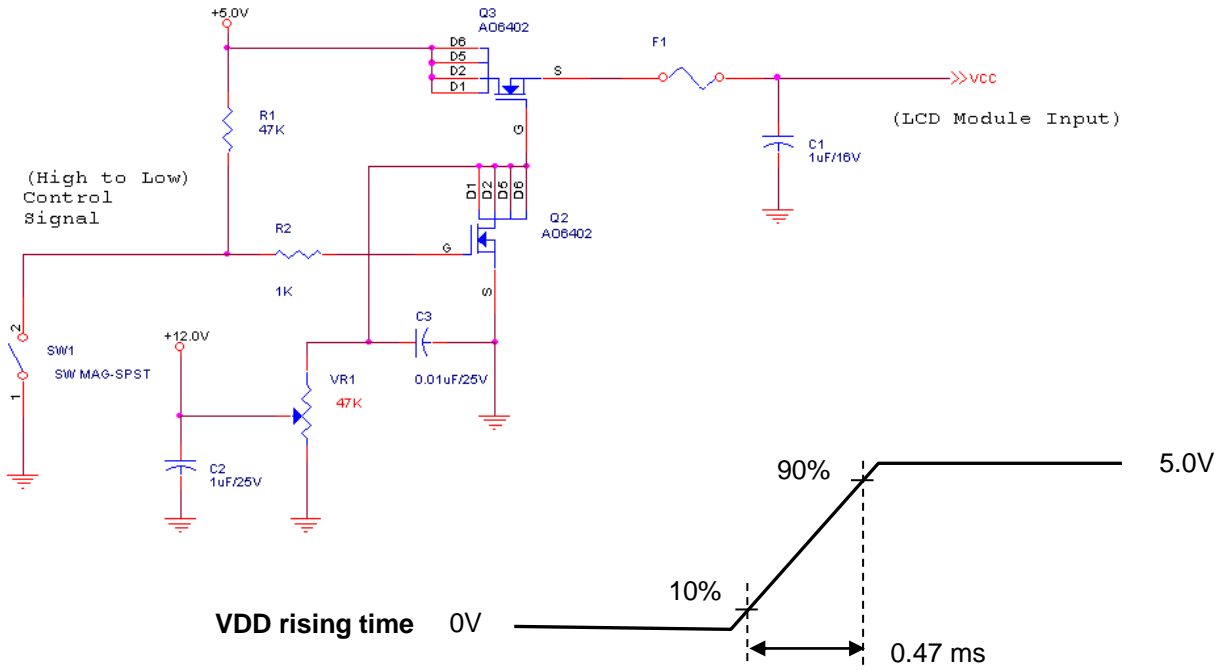 +5.0V
Q3
AO6402
D6
D5
D2
D1
S
G
F1
VCC
(LCD Module Input)
C1
1uF/16V
R1
47K
(High to Low)
Control
Signal
D1
D2
D5
D6
Q2
AO6402
R2
1K
G
S
2
SW1
SW MAG-SPST
1
+12.0V
C3
0.01uF/25V
VR1
47K
C2
1uF/25V
90%
5.0V
10%
VDD rising time 0V
0.47 ms